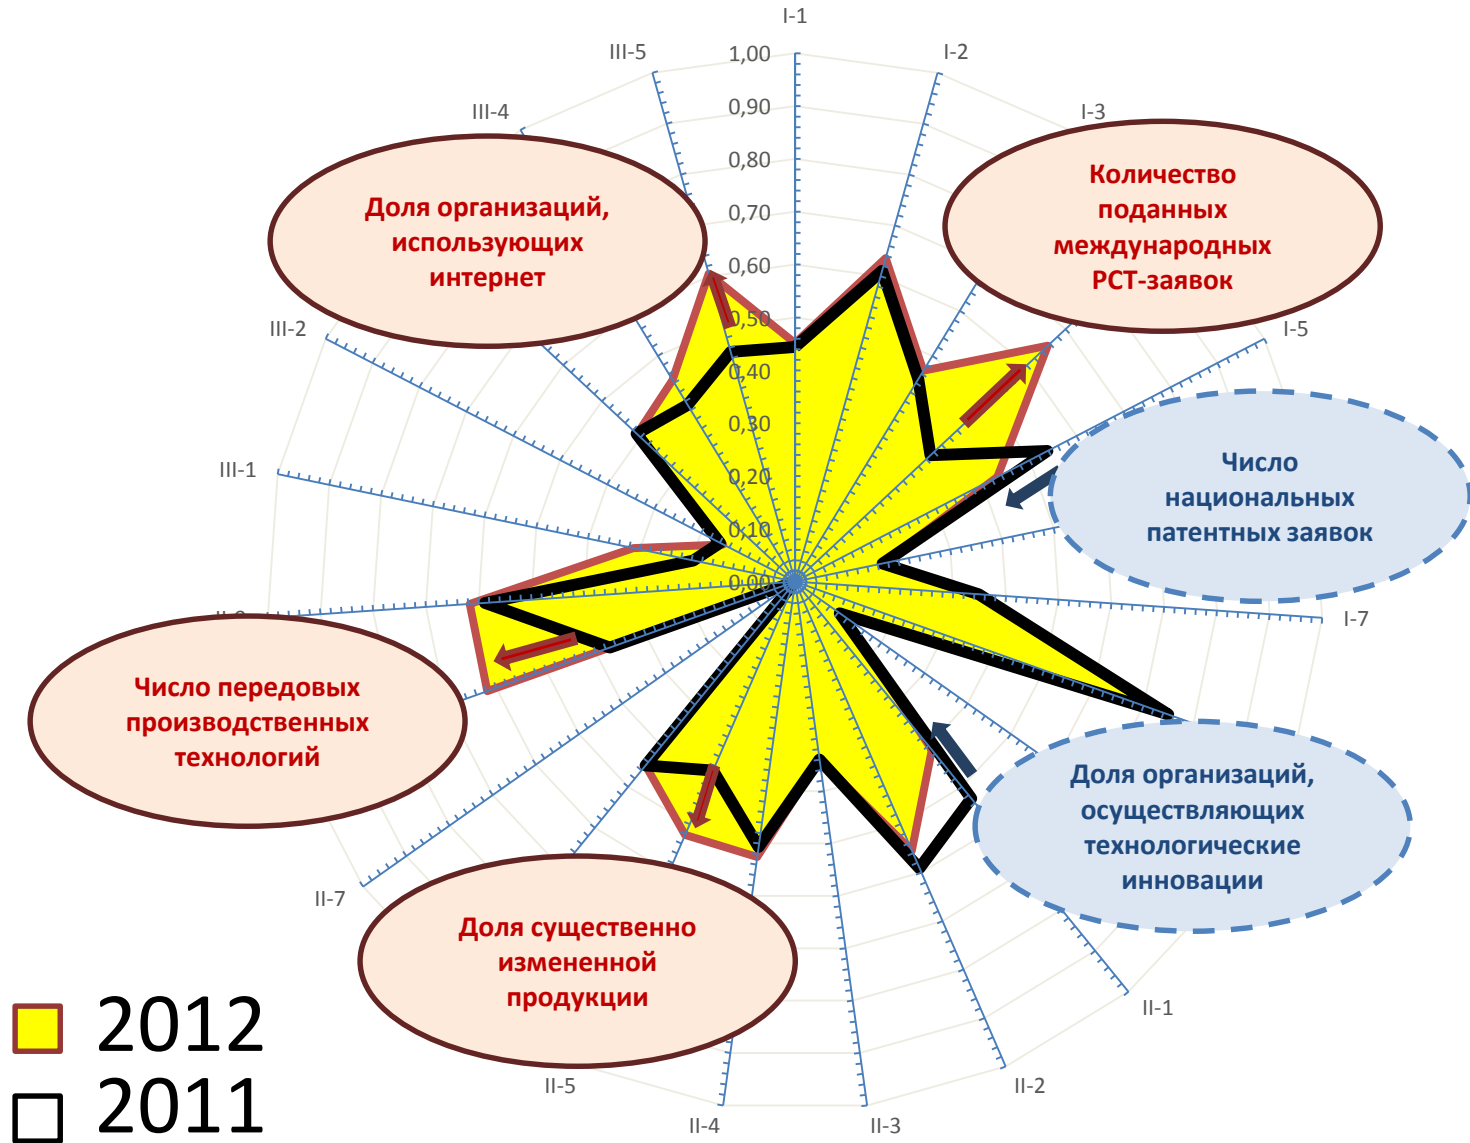 I-1
III-5
1,00
I-2
III-4
0,90
I-3
0,80
Количество
поданных
международных
РСТ-заявок
Доля организаций,
использующих
интернет
0,70
0,60
III-2
0,50
I-5
0,40
0,30
III-1
0,20
Число
национальных
патентных заявок
0,10
0,00
I-7
Число передовых
производственных
технологий
Доля организаций,
осуществляющих
технологические
инновации
II-7
Доля существенно
измененной
продукции
II-1
2012
II-5
II-2
2011
II-4
II-3